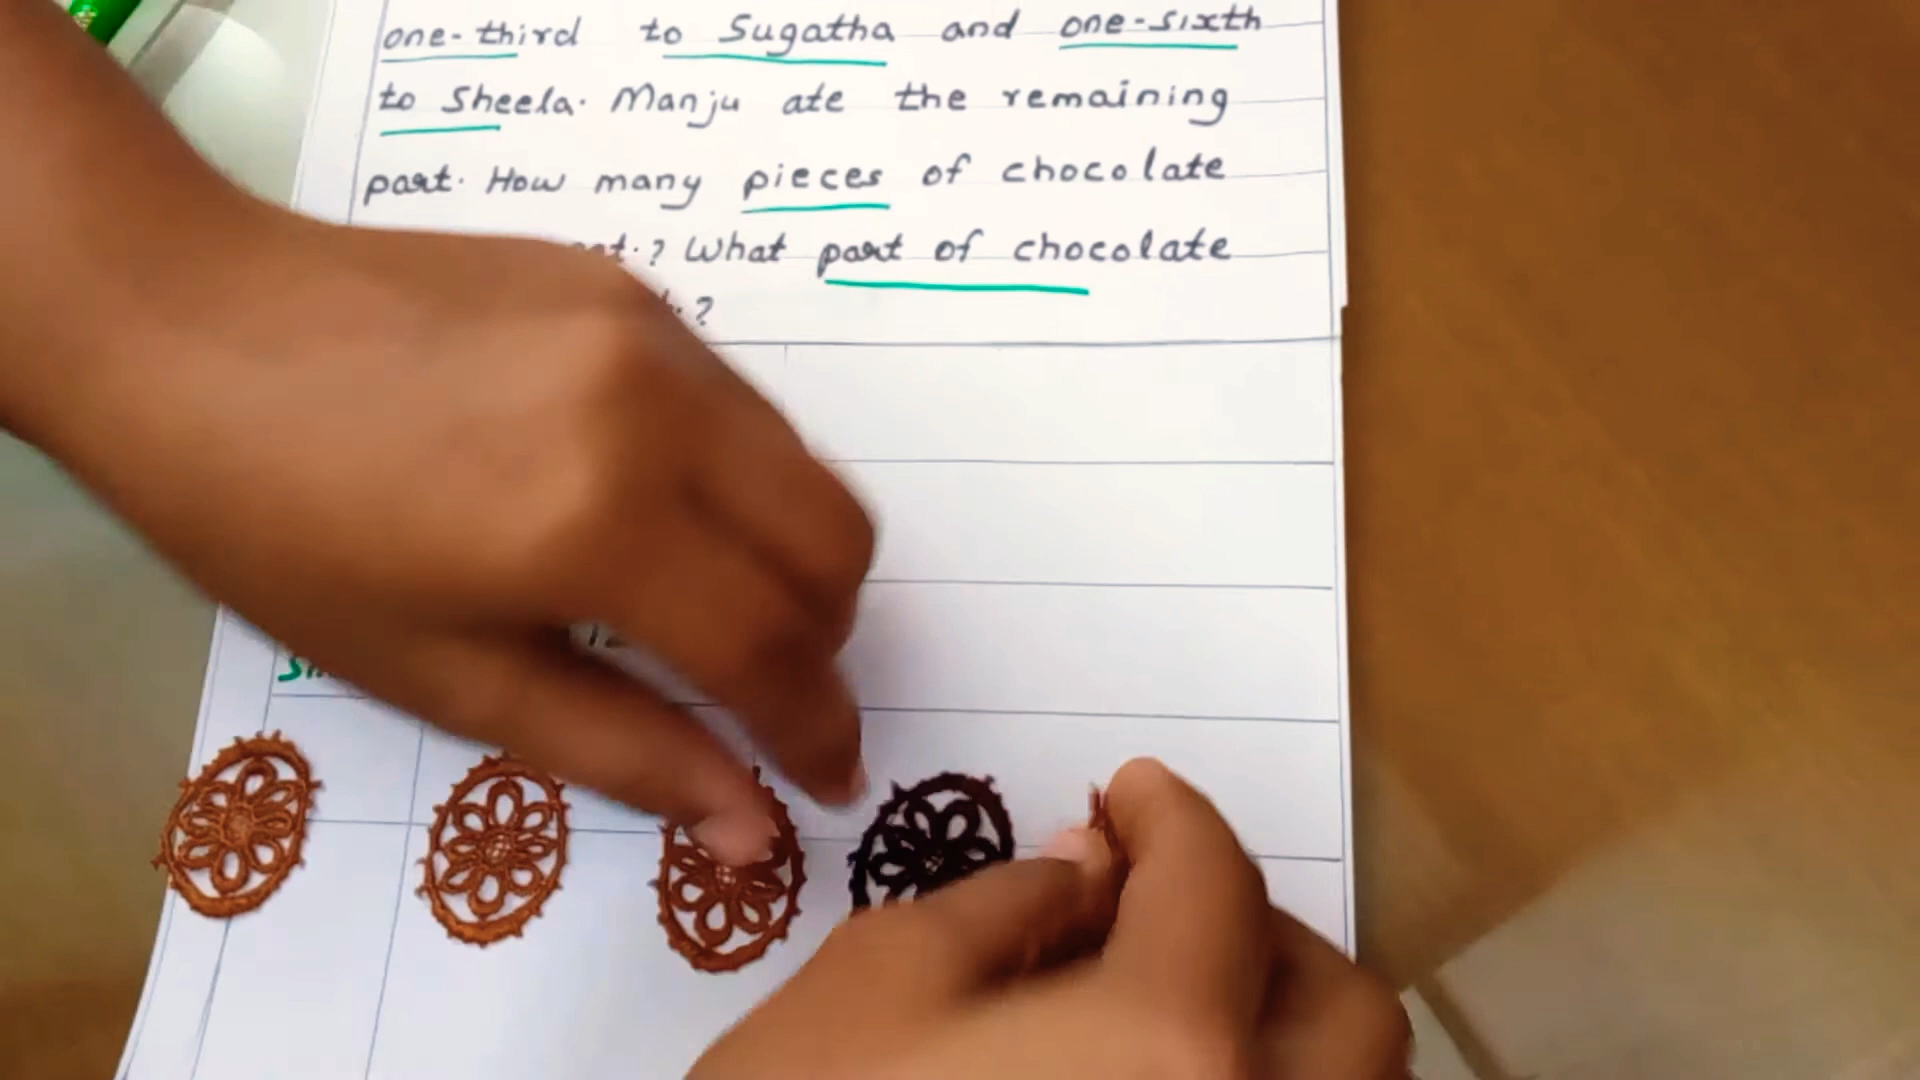 one-third to Sugatha and one-sixth
to Sheela. Manju ate the remaining
part. How many pieces of chocolate
? What part of chocolate
?